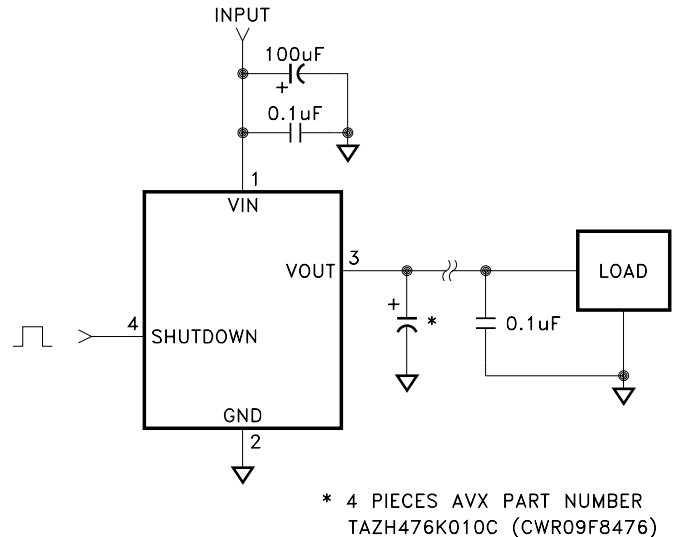 INPUT
100uF
+
0.1uF
1
VIN
3
VOUT
LOAD
+
*
0.1uF
4
SHUTDOWN
GND
2
* 4 PIECES AVX PART NUMBER
TAZH476K010C (CWR09F8476)